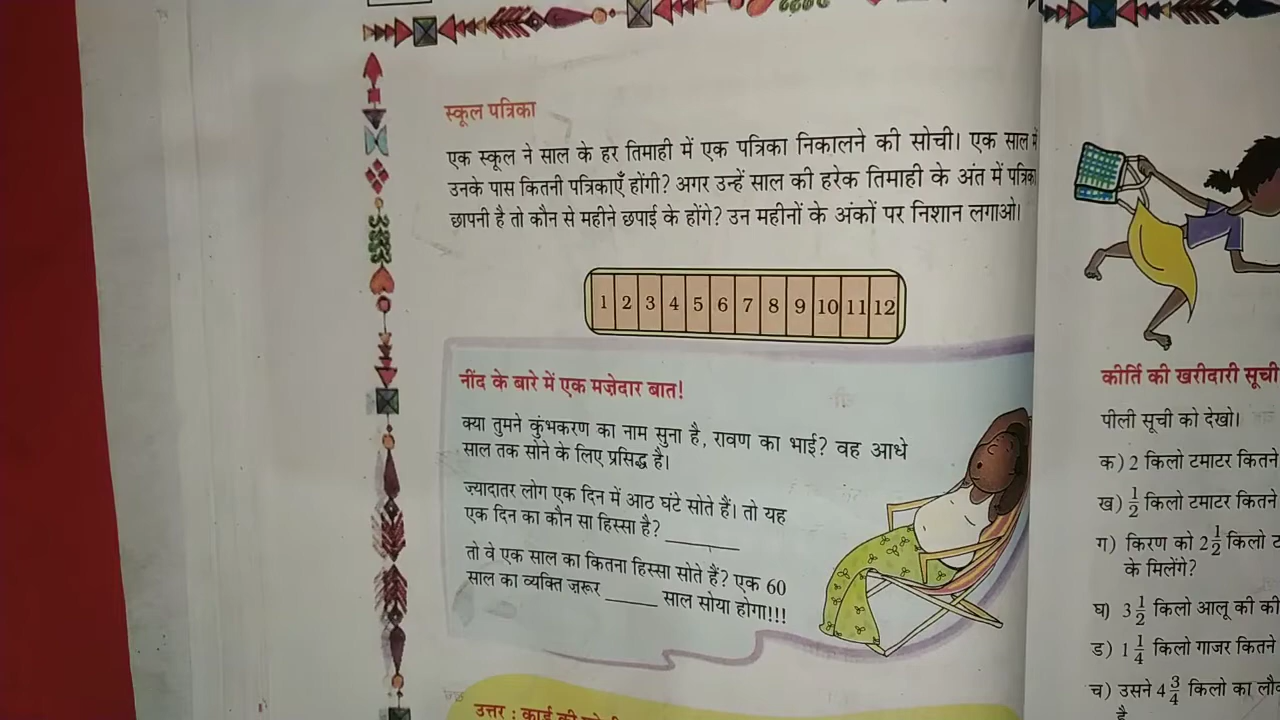 स्कूल पत्रिका
एक स्कूल ने साल के हर तिमाही में एक पत्रिका निकालने की सोची। एक साल में
उनके पास कितनी पत्रिकाएँ होंगी? अगर उन्हें साल की हरेक तिमाही के अंत में
छापनी है तो कौन से महीने छपाई के होंगे? उन महीनों के अंकों पर निशान लगाओ।
1 2 3 4 5 6 7 8 9 10 11 12
नींद के बारे में एक मज़ेदार बात!
क्या तुमने कुंभकरण का नाम सुना है, रावण का भाई? वह आधे
साल तक सोने के लिए प्रसिद्ध है।
ज़्यादातर लोग एक दिन में आठ घंटे सोते हैं। तो यह
एक दिन का कौन सा हिस्सा है? ________
तो वे एक साल का कितना हिस्सा सोते हैं? एक 60
साल का व्यक्ति ज़रूर _____ साल सोया होगा!!!
उत्तर :
कीर्ति की खरीदारी सूची
पीली सूची को देखो।
क) 2 किलो टमाटर कितने
ख) 1/2 किलो टमाटर कितने
ग) किरण को 2 1/2 किलो
के मिलेंगे?
घ) 3 1/2 किलो आलू की
ड) 1 1/4 किलो गाजर कितने
च) उसने 4 3/4 किलो का
है